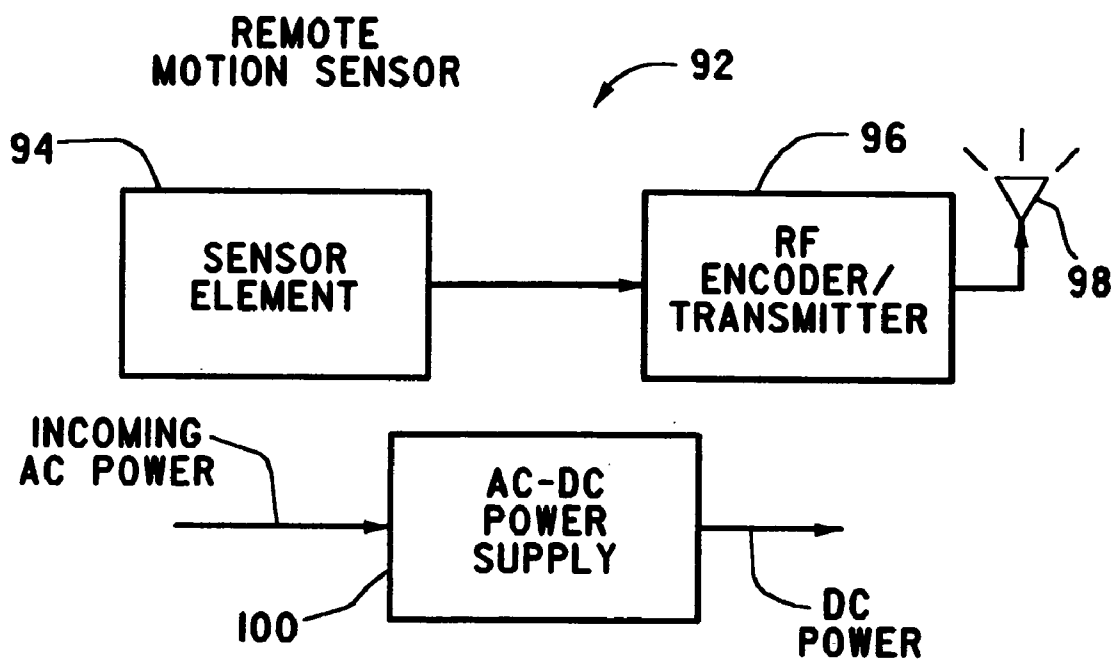 REMOTE
MOTION SENSOR
92
94
96
SENSOR
ELEMENT
RF
ENCODER/
TRANSMITTER
98
INCOMING
AC POWER
AC-DC
POWER
SUPPLY
100
DC
POWER